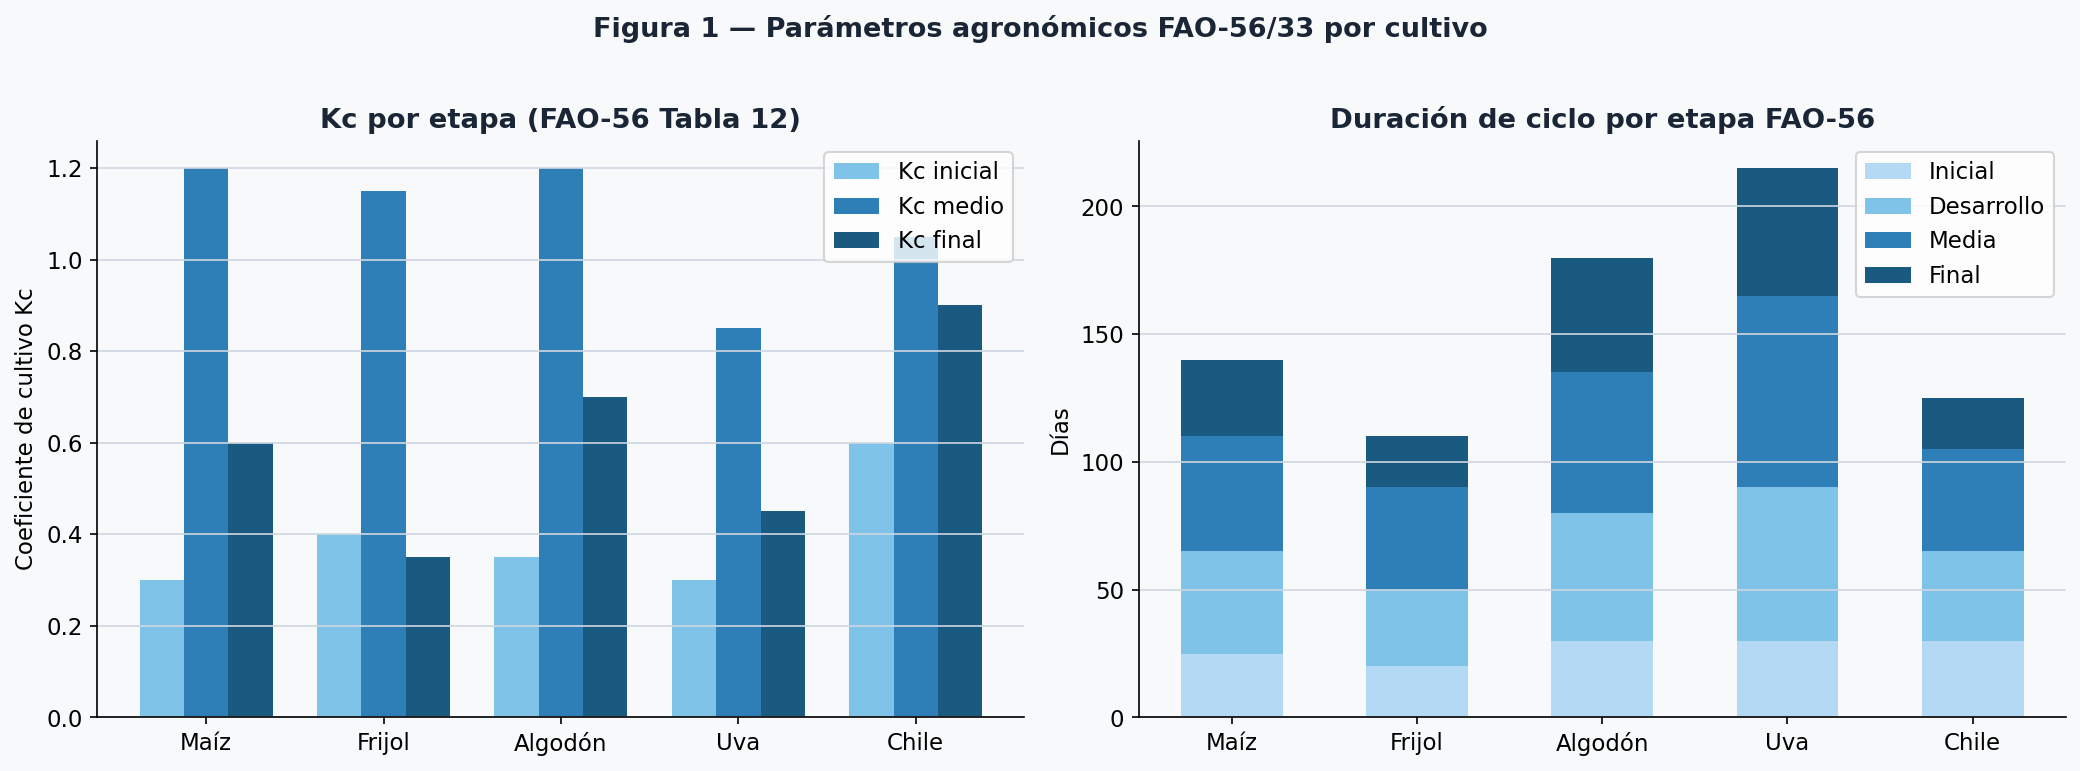 Figura 1 — Parámetros agronómicos FAO-56/33 por cultivo
Kc por etapa (FAO-56 Tabla 12)
Coeficiente de cultivo Kc
1.2
1.0
0.8
0.6
0.4
0.2
0.0
Kc inicial
Kc medio
Kc final
Maíz
Frijol
Algodón
Uva
Chile
Duración de ciclo por etapa FAO-56
Días
200
150
100
50
0
Inicial
Desarrollo
Media
Final
Maíz
Frijol
Algodón
Uva
Chile